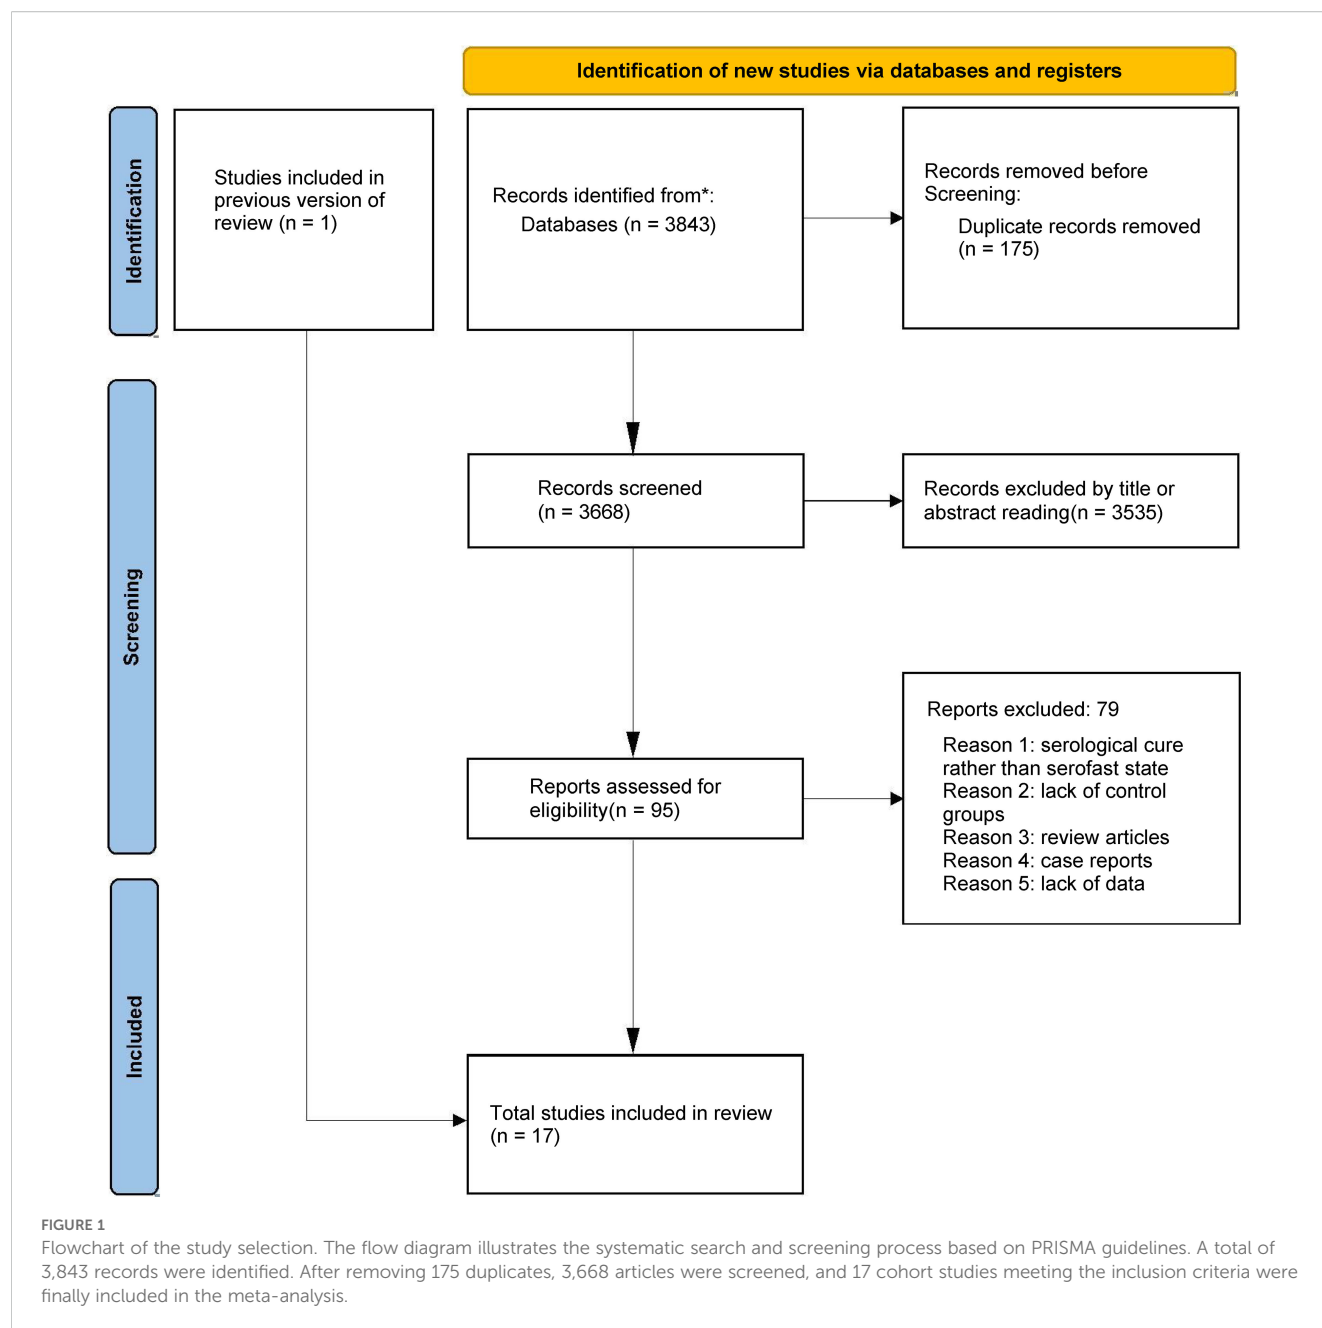 Identification of new studies via databases and registers
Identification
Studies included in
previous version of
review (n = 1)
Records identified from*:
Databases (n = 3843)
Records removed before
Screening:
Duplicate records removed
(n = 175)
Screening
Records screened
(n = 3668)
Records excluded by title or
abstract reading(n = 3535)
Reports assessed for
eligibility(n = 95)
Reports excluded: 79
Reason 1: serological cure
rather than serofast state
Reason 2: lack of control
groups
Reason 3: review articles
Reason 4: case reports
Reason 5: lack of data
Included
Total studies included in review
(n = 17)
FIGURE 1
Flowchart of the study selection. The flow diagram illustrates the systematic search and screening process based on PRISMA guidelines. A total of
3,843 records were identified. After removing 175 duplicates, 3,668 articles were screened, and 17 cohort studies meeting the inclusion criteria were
finally included in the meta-analysis.